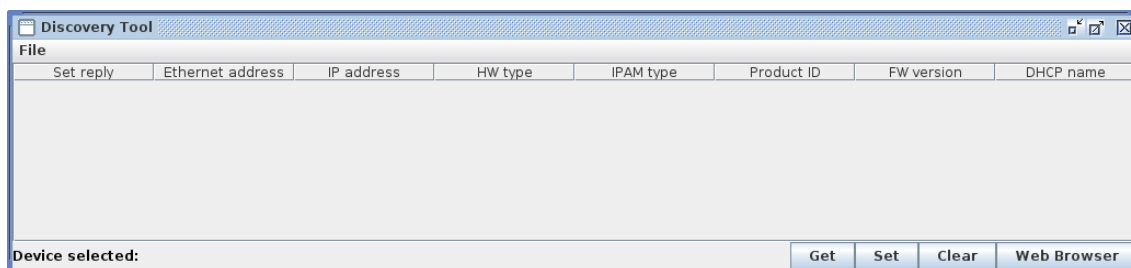 Discovery Tool
File
Set reply Ethernet address IP address HW type IPAM type Product ID FW version DHCP name
Device selected: Get Set Clear Web Browser